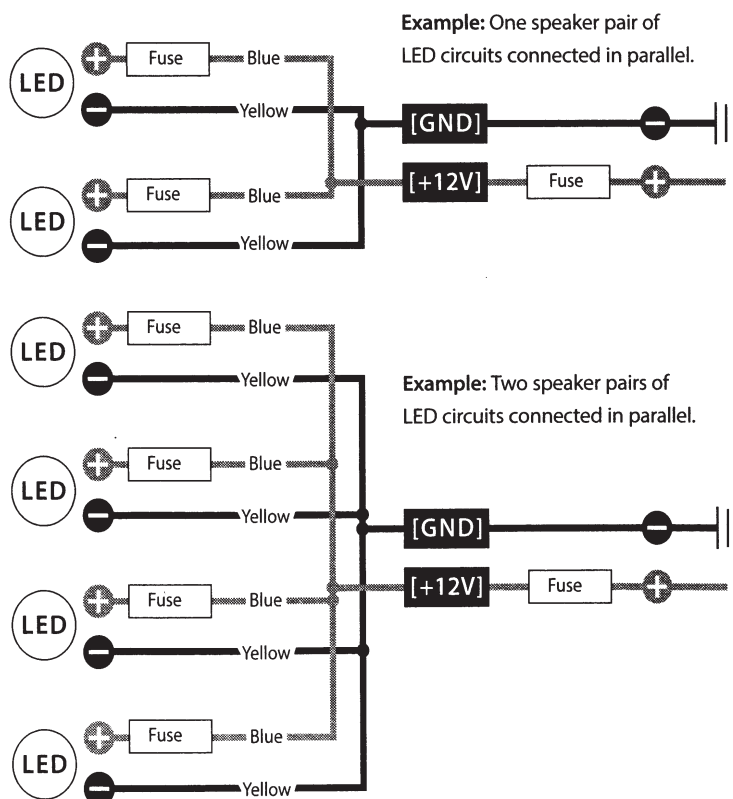 Example: One speaker pair of
LED circuits connected in parallel.
LED
+ Fuse Blue
− Yellow
[GND] −
LED
+ Fuse Blue
[+12V] Fuse +
− Yellow
LED
+ Fuse Blue
− Yellow
Example: Two speaker pairs of
LED circuits connected in parallel.
LED
+ Fuse Blue
− Yellow
[GND] −
LED
+ Fuse Blue
[+12V] Fuse +
− Yellow
LED
+ Fuse Blue
− Yellow